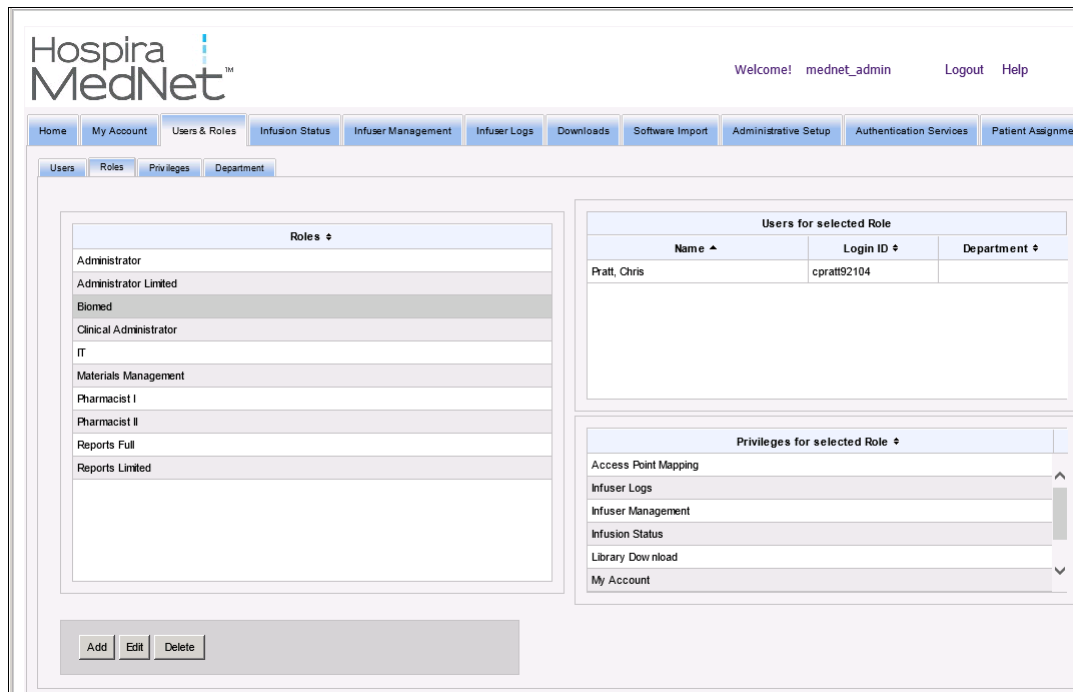 Hospira
MedNet™
Welcome! mednet_admin Logout Help
Home My Account Users & Roles Infusion Status Infuser Management Infuser Logs Downloads Software Import Administrative Setup Authentication Services Patient Assignme
Users Roles Privileges Department
Roles
Administrator
Administrator Limited
Biomed
Clinical Administrator
IT
Materials Management
Pharmacist I
Pharmacist II
Reports Full
Reports Limited
Users for selected Role
Name Login ID Department
Pratt, Chris cpratt92104
Privileges for selected Role
Access Point Mapping
Infuser Logs
Infuser Management
Infusion Status
Library Download
My Account
Add Edit Delete